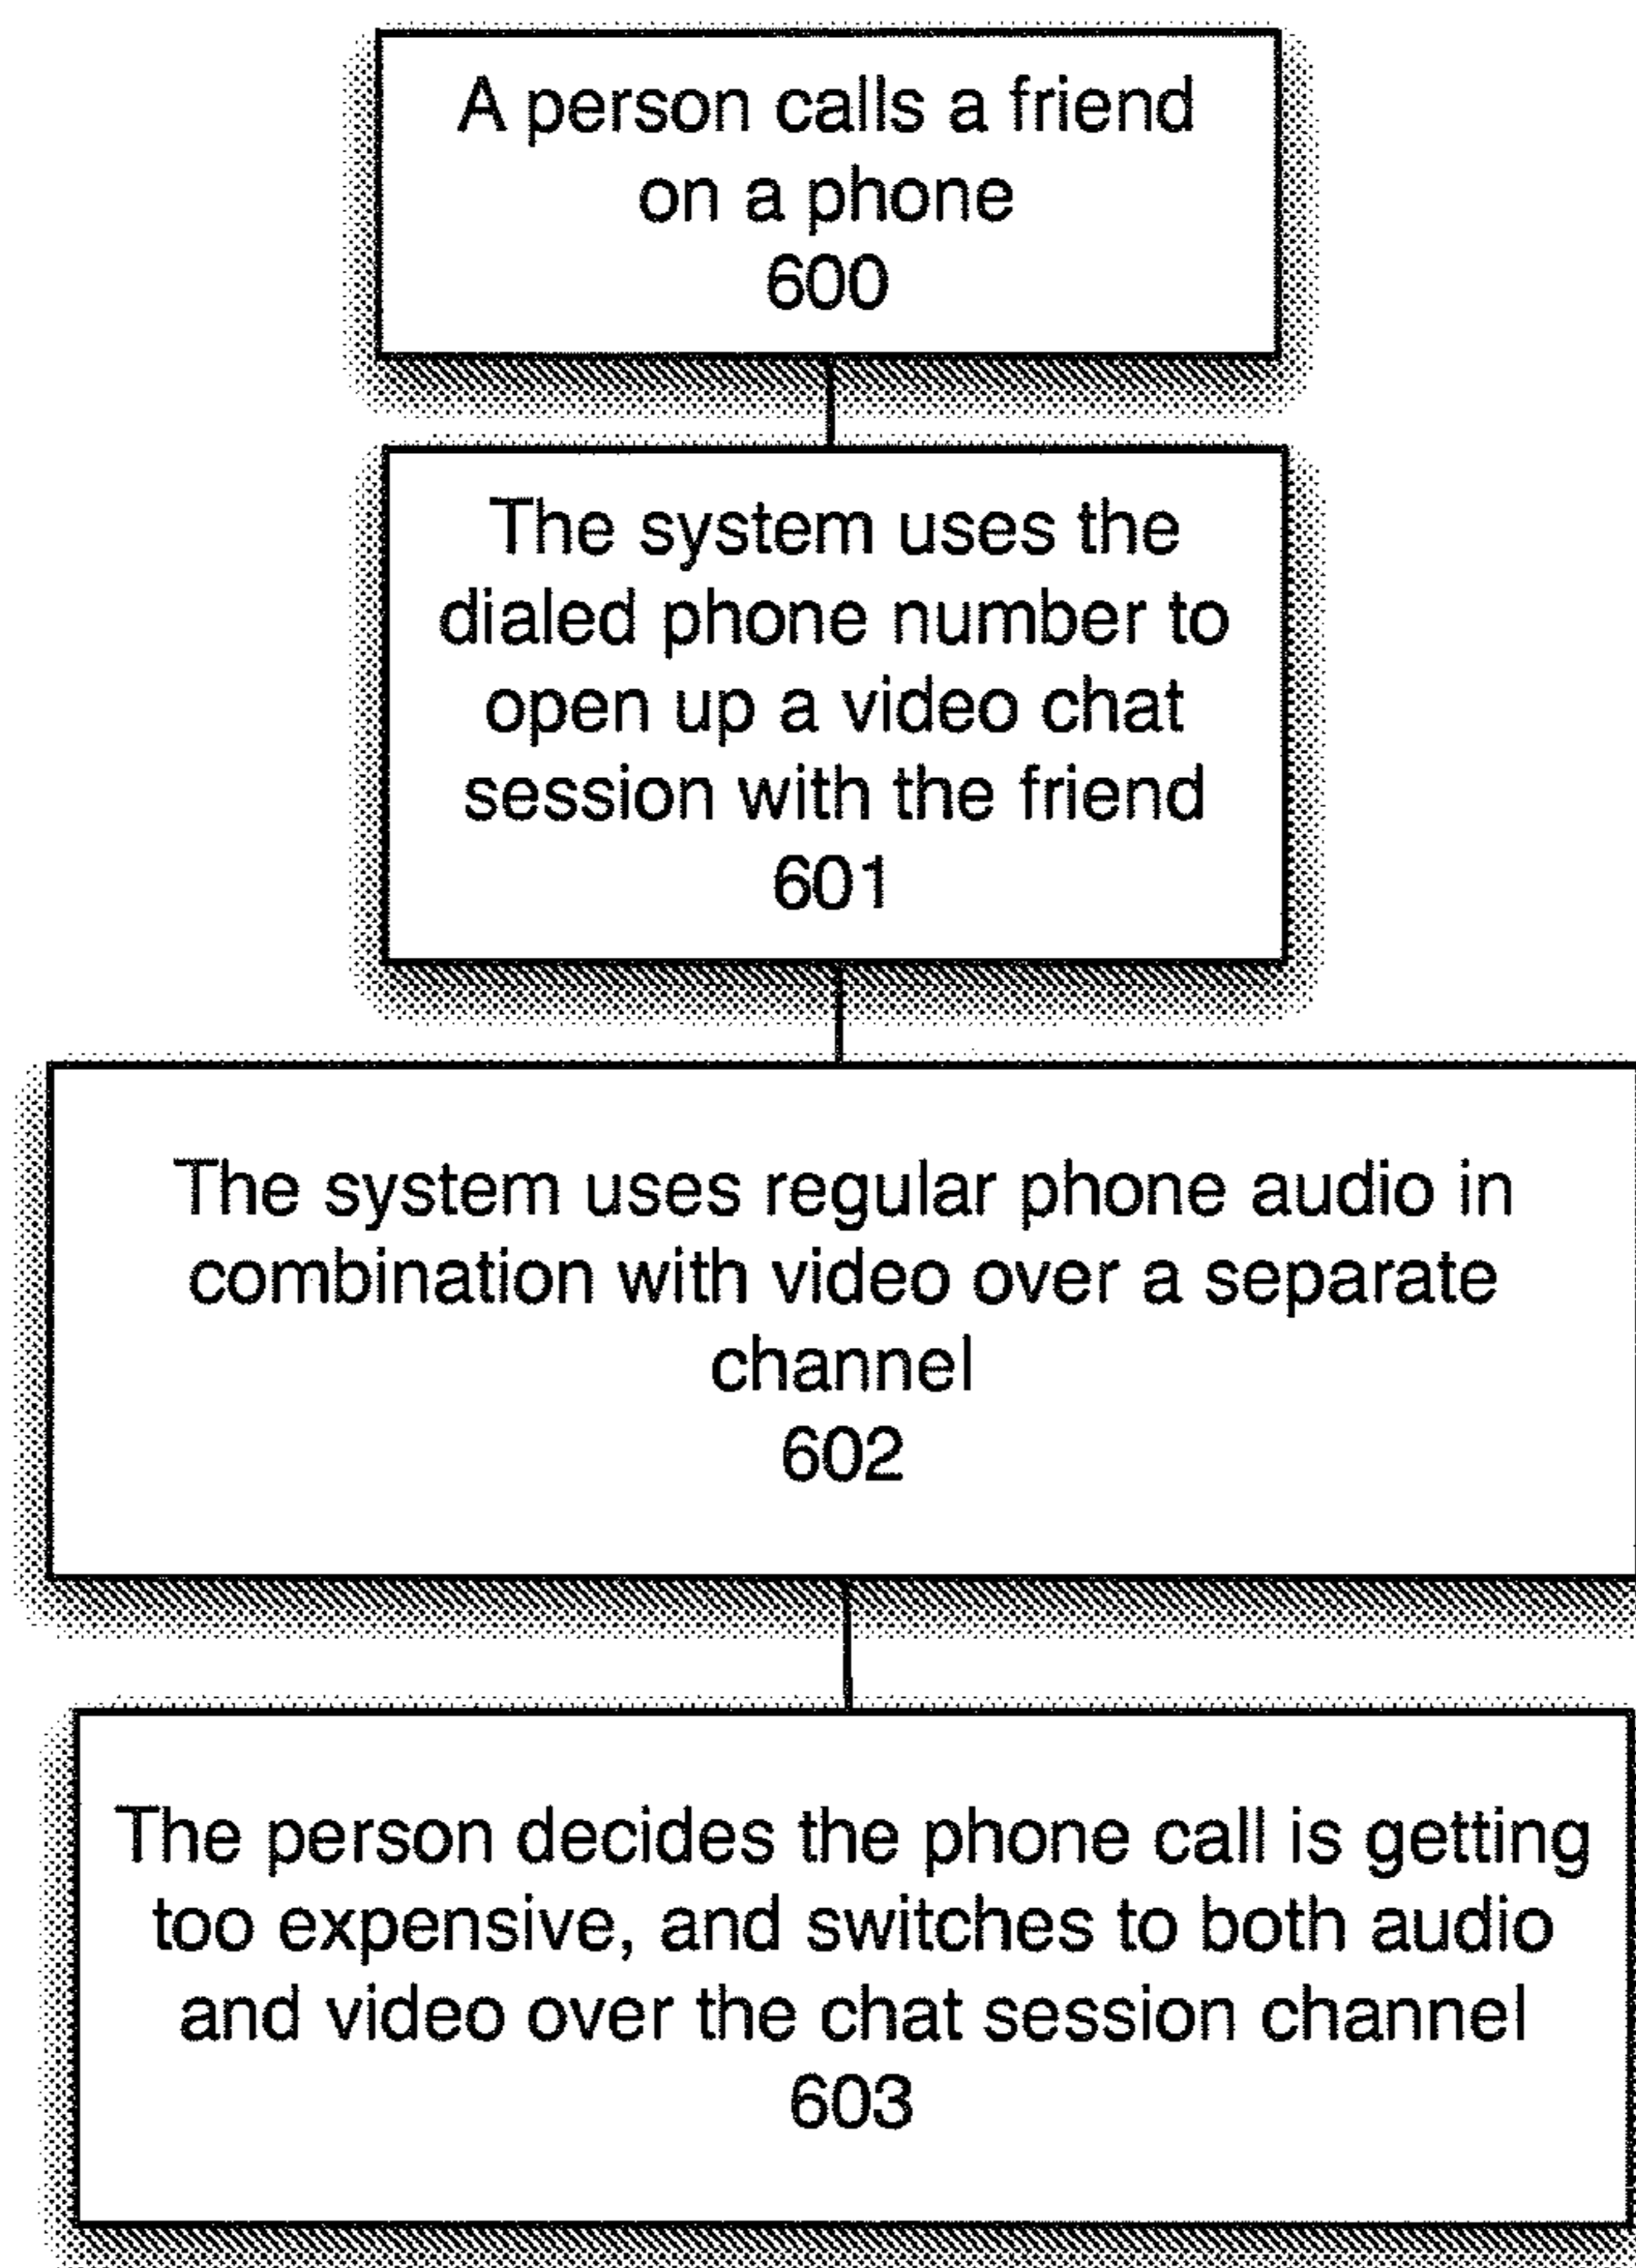 A person calls a friend
on a phone
600
The system uses the
dialed phone number to
open up a video chat
session with the friend
601
The system uses regular phone audio in
combination with video over a separate
channel
602
The person decides the phone call is getting
too expensive, and switches to both audio
and video over the chat session channel
603